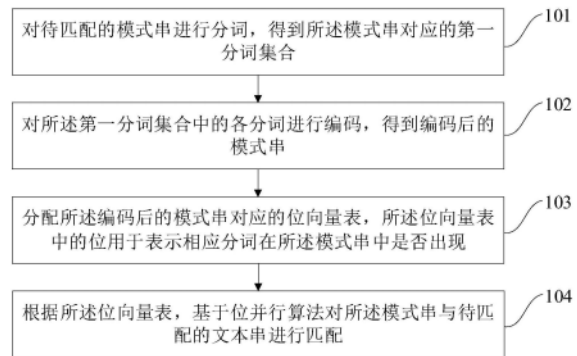 对待匹配的模式串进行分词，得到所述模式串对应的第一
分词集合
101
对所述第一分词集合中的各分词进行编码，得到编码后的
模式串
102
分配所述编码后的模式串对应的位向量表，所述位向量表
中的位用于表示相应分词在所述模式串中是否出现
103
根据所述位向量表，基于位并行算法对所述模式串与待匹
配的文本串进行匹配
104